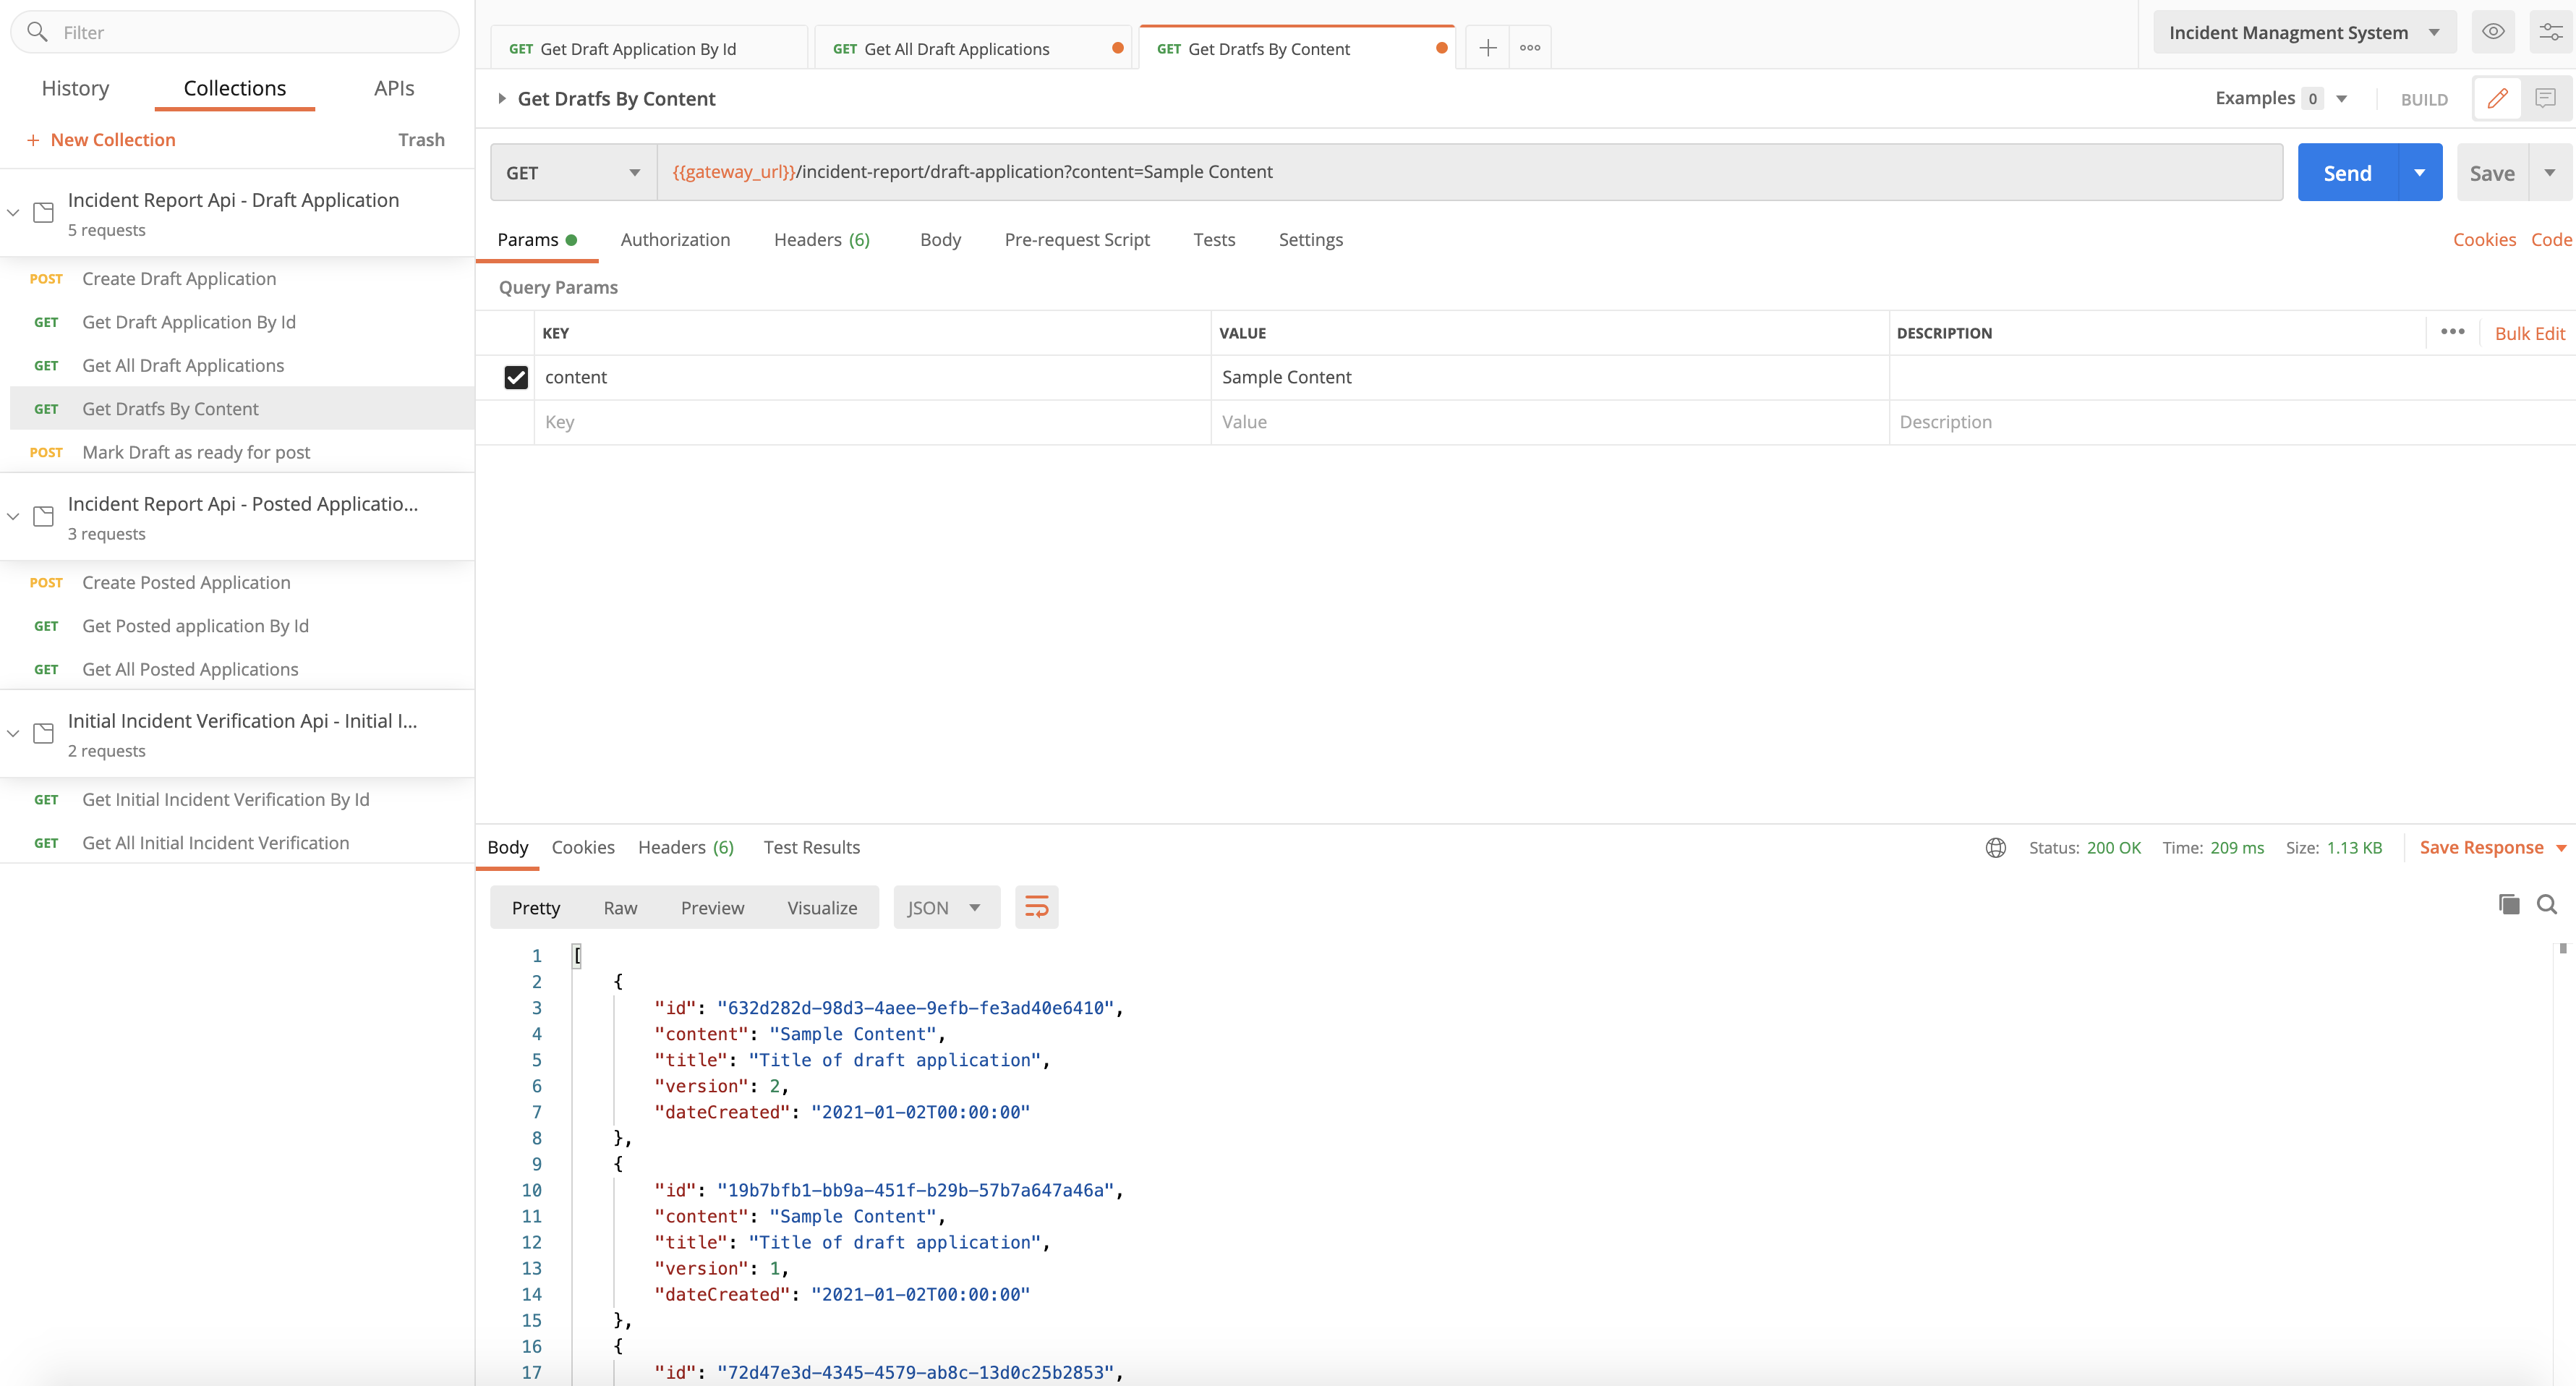 Filter
History Collections APIs
+ New Collection Trash
Incident Report Api - Draft Application
5 requests
POST Create Draft Application
GET Get Draft Application By Id
GET Get All Draft Applications
GET Get Dratfs By Content
POST Mark Draft as ready for post
Incident Report Api - Posted Applicatio...
3 requests
POST Create Posted Application
GET Get Posted application By Id
GET Get All Posted Applications
Initial Incident Verification Api - Initial I...
2 requests
GET Get Initial Incident Verification By Id
GET Get All Initial Incident Verification
GET Get Draft Application By Id GET Get All Draft Applications GET Get Dratfs By Content
Incident Managment System
Get Dratfs By Content Examples 0 BUILD
GET {{gateway_url}}/incident-report/draft-application?content=Sample Content Send Save
Params Authorization Headers (6) Body Pre-request Script Tests Settings Cookies Code
Query Params
KEY VALUE DESCRIPTION ••• Bulk Edit
content Sample Content
Key Value Description
Body Cookies Headers (6) Test Results Status: 200 OK Time: 209 ms Size: 1.13 KB Save Response
Pretty Raw Preview Visualize JSON
1 [
2 {
3 "id": "632d282d-98d3-4aee-9efb-fe3ad40e6410",
4 "content": "Sample Content",
5 "title": "Title of draft application",
6 "version": 2,
7 "dateCreated": "2021-01-02T00:00:00"
8 },
9 {
10 "id": "19b7bfb1-bb9a-451f-b29b-57b7a647a46a",
11 "content": "Sample Content",
12 "title": "Title of draft application",
13 "version": 1,
14 "dateCreated": "2021-01-02T00:00:00"
15 },
16 {
17 "id": "72d47e3d-4345-4579-ab8c-13d0c25b2853",